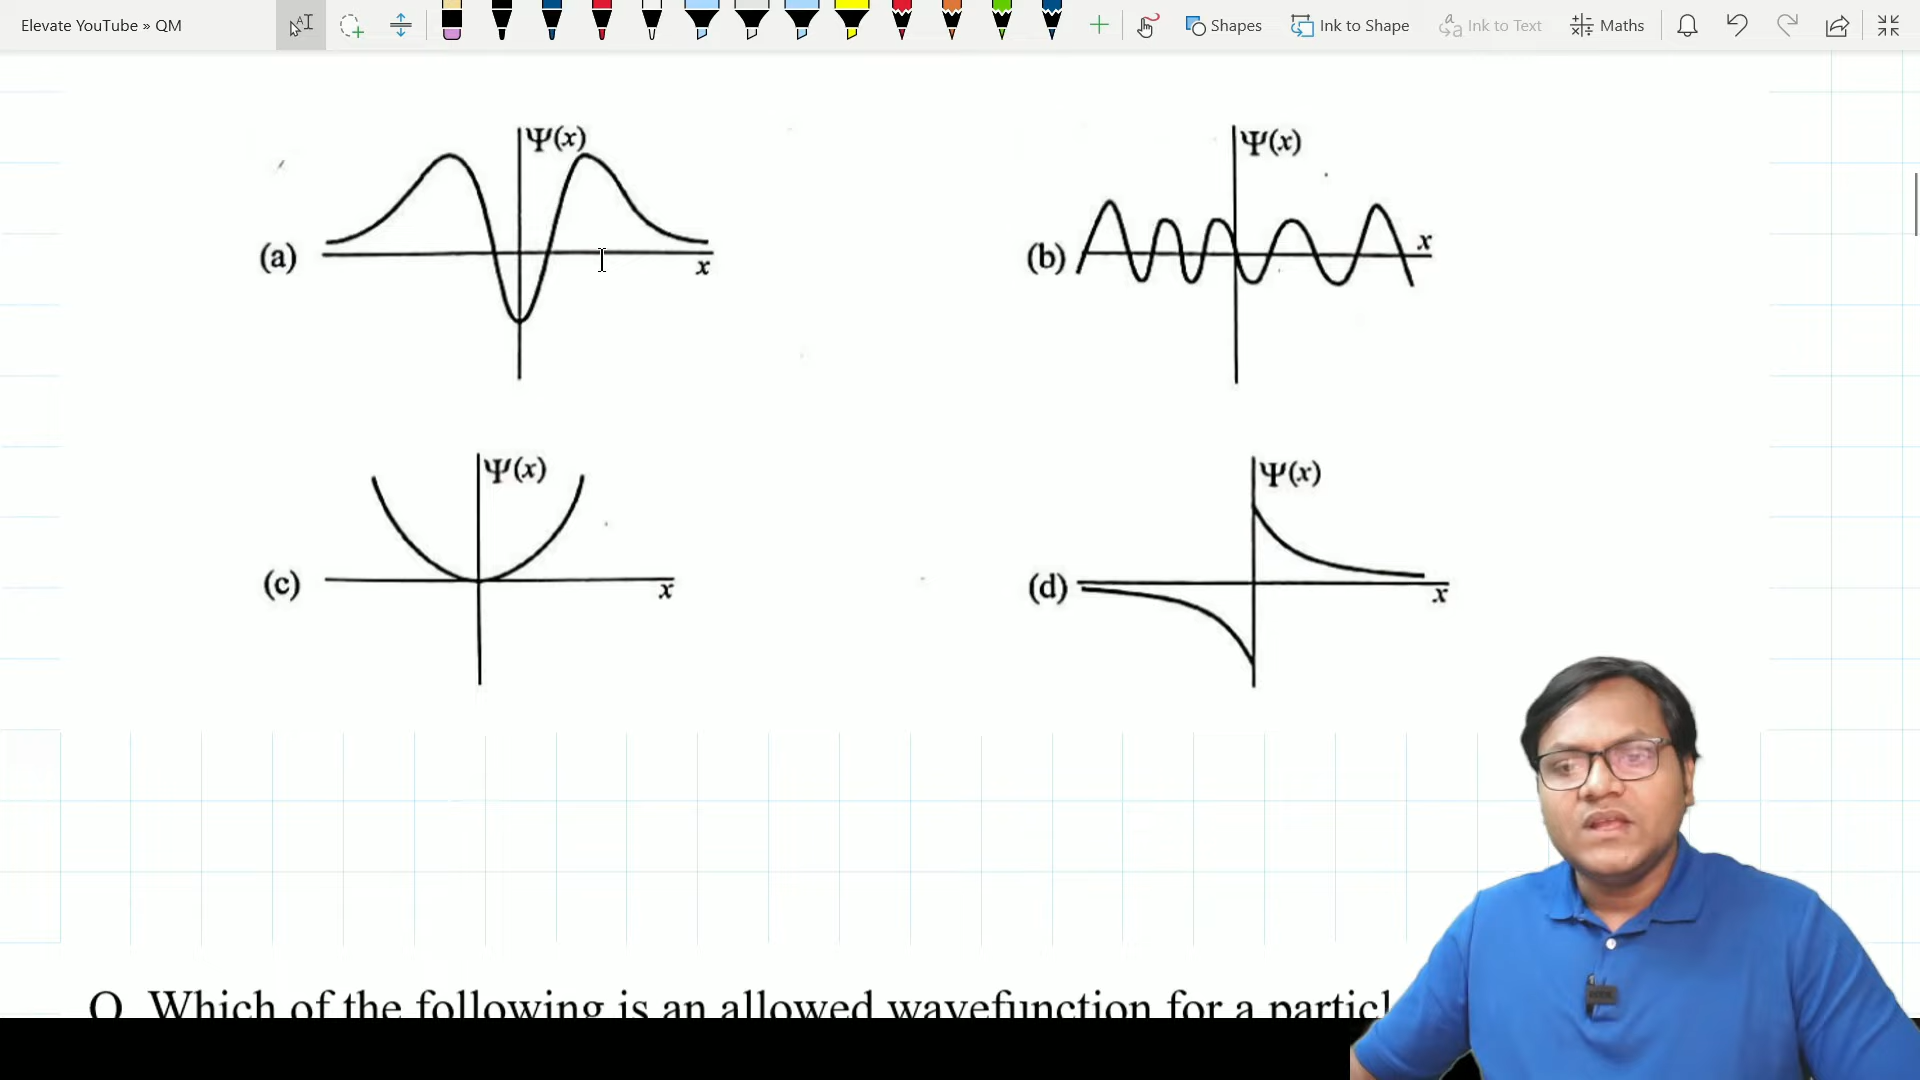 Elevate YouTube » QM
Shapes
Ink to Shape
Ink to Text
Maths
Ψ(x)
(a)
x
Ψ(x)
(b)
x
Ψ(x)
(c)
x
Ψ(x)
(d)
x
Q Which of the following is an allowed wavefunction for a particl